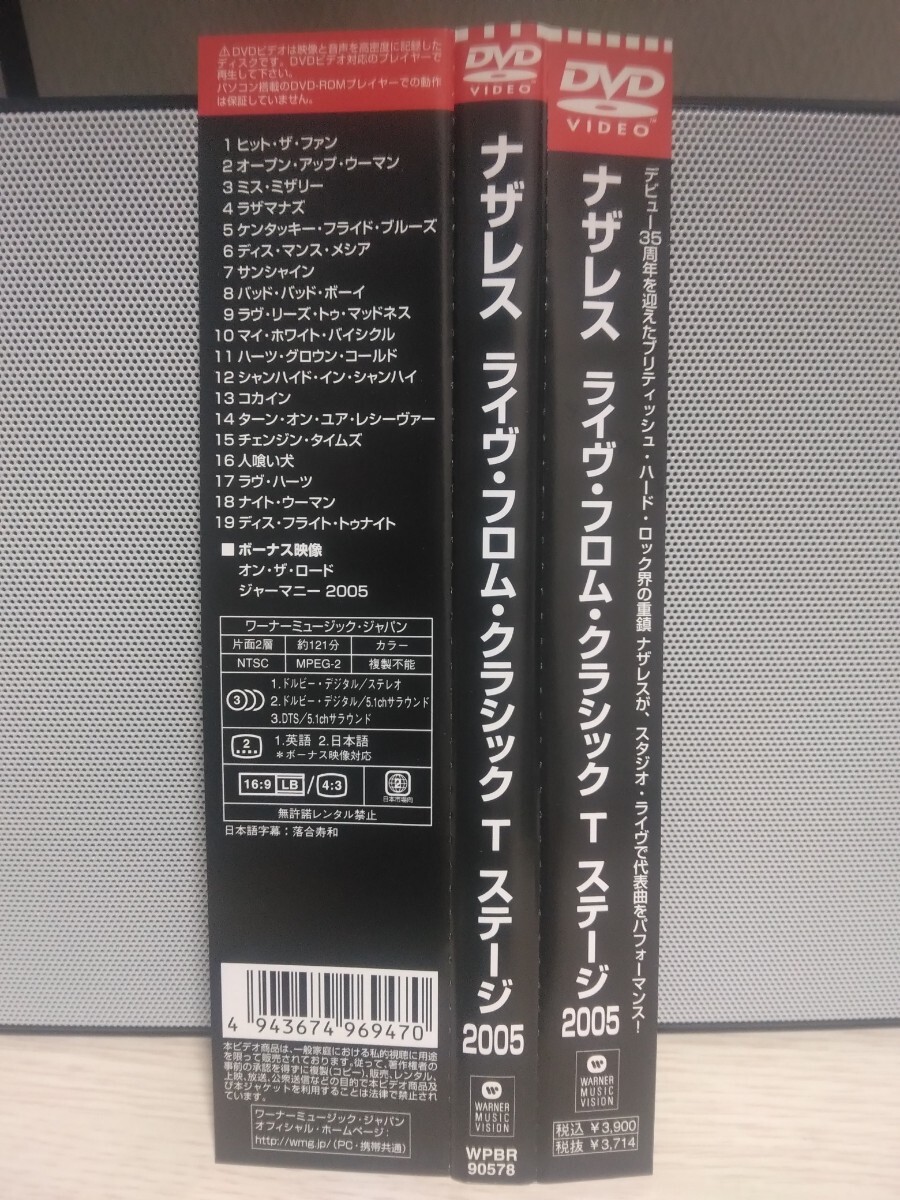 ⚠DVDビデオは映像と音声を高密度に記録した
ディスクです。DVDビデオ対応のプレイヤーで
再生して下さい。
パソコン搭載のDVD-ROMプレイヤーでの動作
は保証していません。
1 ヒット・ザ・ファン
2 オープン・アップ・ウーマン
3 ミス・ミザリー
4 ラザマナズ
5 ケンタッキー・フライド・ブルーズ
6 ディス・マンス・メシア
7 サンシャイン
8 バッド・バッド・ボーイ
9 ラヴ・リーズ・トゥ・マッドネス
10 マイ・ホワイト・バイシクル
11 ハーツ・グロウン・コールド
12 シャンハイド・イン・シャンハイ
13 コカイン
14 ターン・オン・ユア・レシーヴァー
15 チェンジン・タイムズ
16 人喰い犬
17 ラヴ・ハーツ
18 ナイト・ウーマン
19 ディス・フライト・トゥナイト
■ ボーナス映像
オン・ザ・ロード
ジャーマニー 2005
ワーナーミュージック・ジャパン
片面2層 約121分 カラー
NTSC MPEG-2 複製不能
3 1.ドルビー・デジタル/ステレオ
2.ドルビー・デジタル/5.1chサラウンド
3.DTS/5.1chサラウンド
2 1.英語 2.日本語
＊ボーナス映像対応
16:9 LB / 4:3 2 日本市場向
無許諾レンタル禁止
日本語字幕：落合寿和
4 943674 969470
本ビデオ商品は、一般家庭における私的視聴に用途
を限って販売されております。従って、著作権者の
事前の承認を得ずに複製(コピー)、販売、レンタル、
上映、放送、公衆送信などの目的で本ビデオ商品及
び本ジャケットを利用することは法律で禁止され
ています。
ワーナーミュージック・ジャパン
オフィシャル・ホームページ：
http://wmg.jp/（PC・携帯共通）
DVD
VIDEO
ナザレス ライヴ・フロム・クラシック T ステージ 2005
WARNER
MUSIC
VISION
WPBR
90578
DVD
VIDEO™
デビュー35周年を迎えたブリティッシュ・ハード・ロック界の重鎮 ナザレスが、スタジオ・ライヴで代表曲をパフォーマンス！
ナザレス ライヴ・フロム・クラシック T ステージ 2005
WARNER
MUSIC
VISION
税込 ¥3,900
税抜 ¥3,714